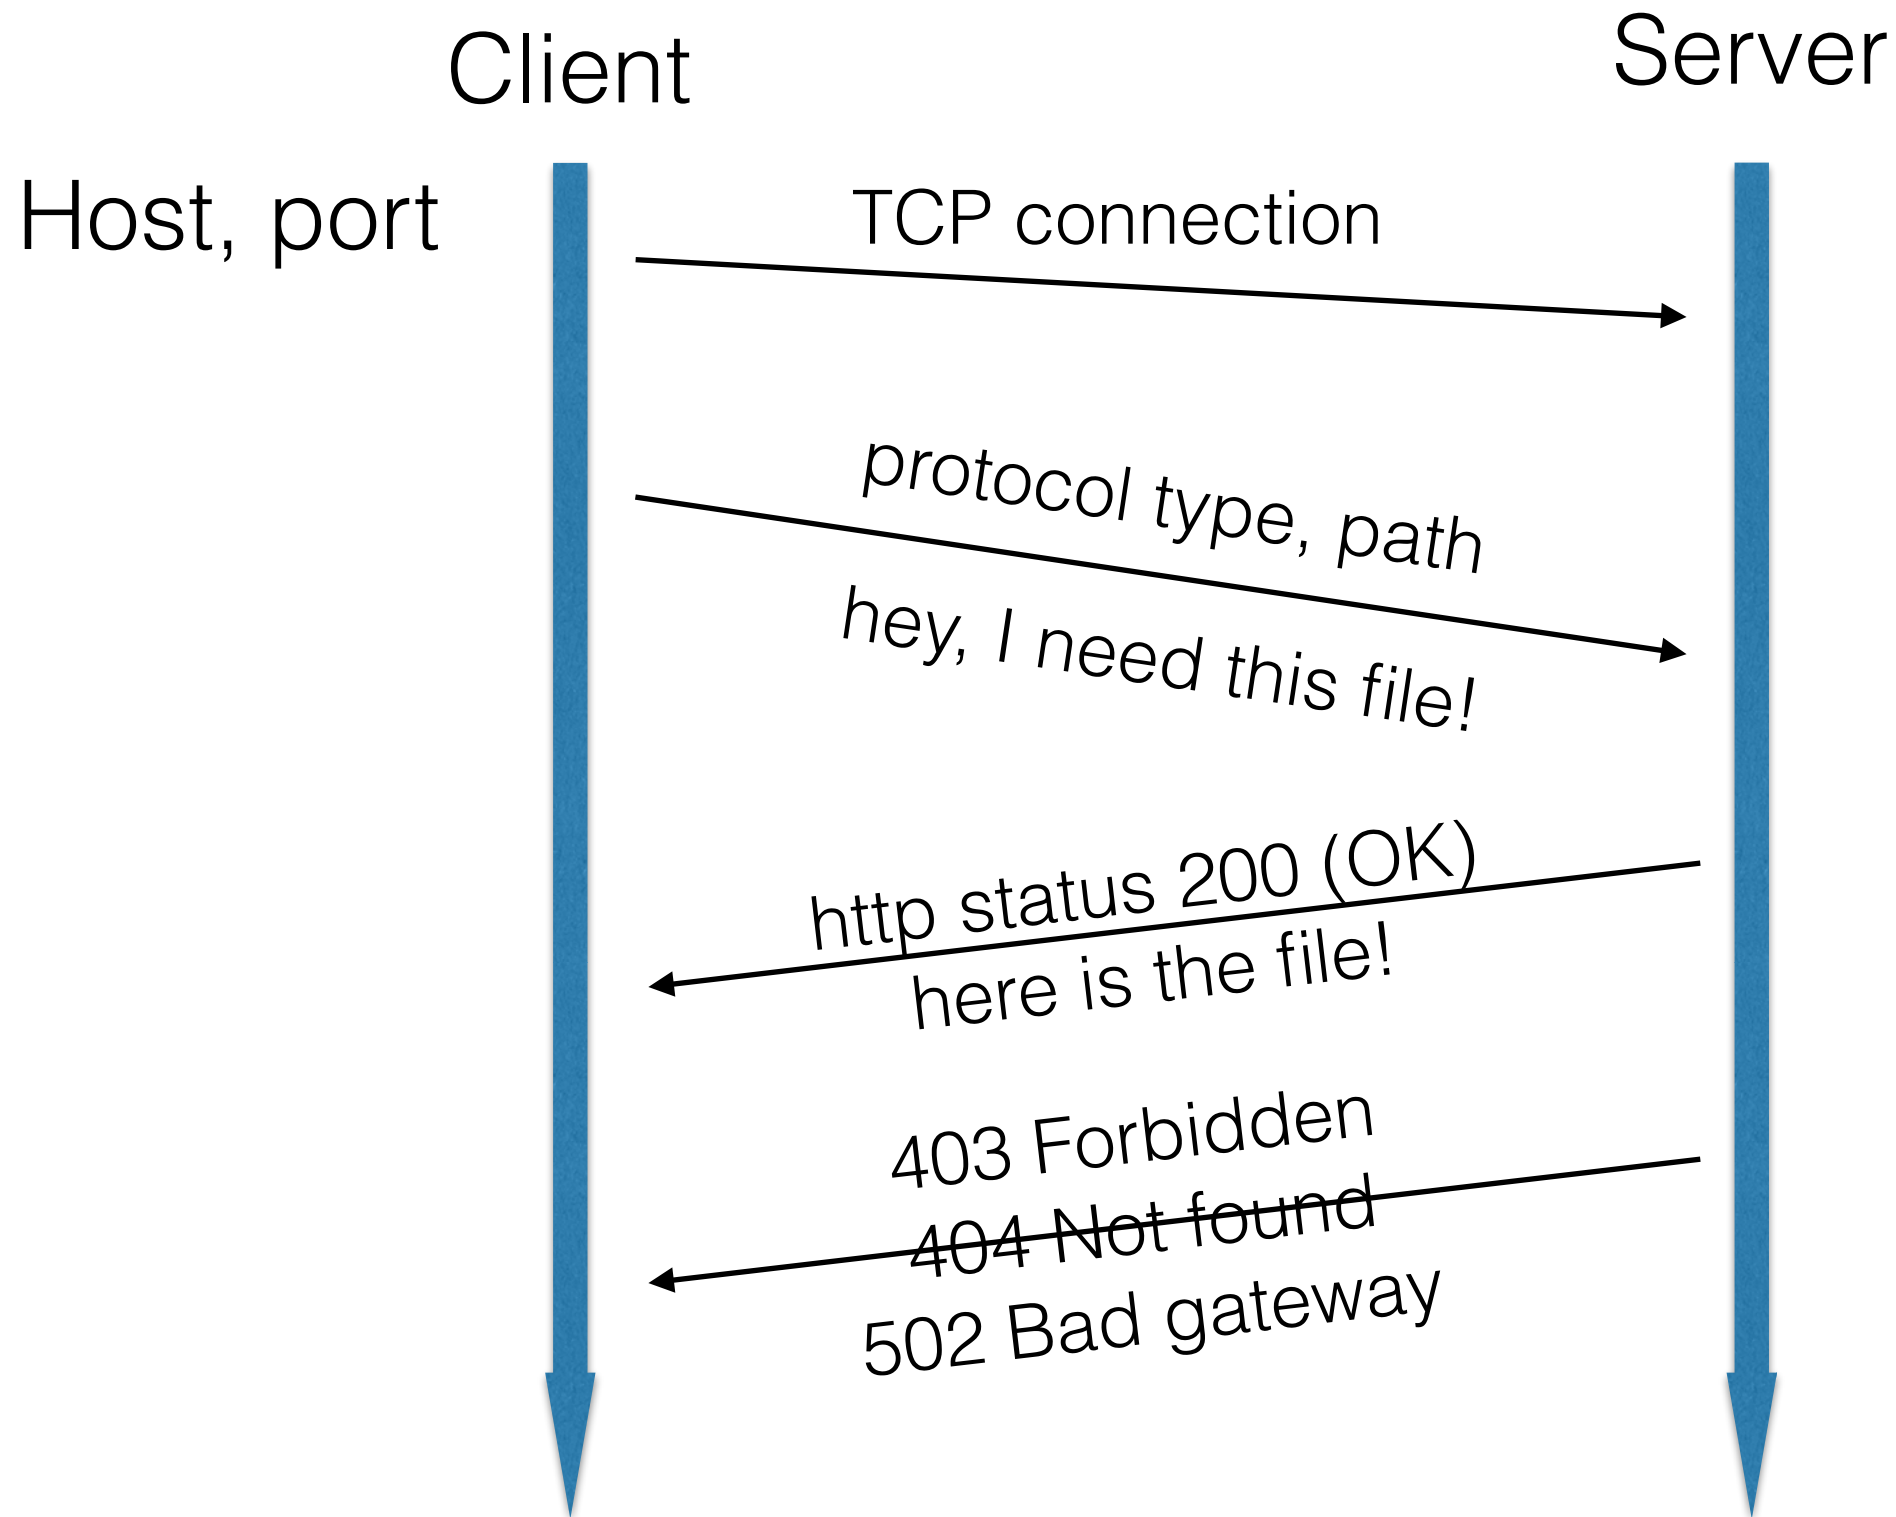 Client
Server
Host, port
TCP connection
protocol type, path
hey, I need this file!
http status 200 (OK)
here is the file!
403 Forbidden
404 Not found
502 Bad gateway